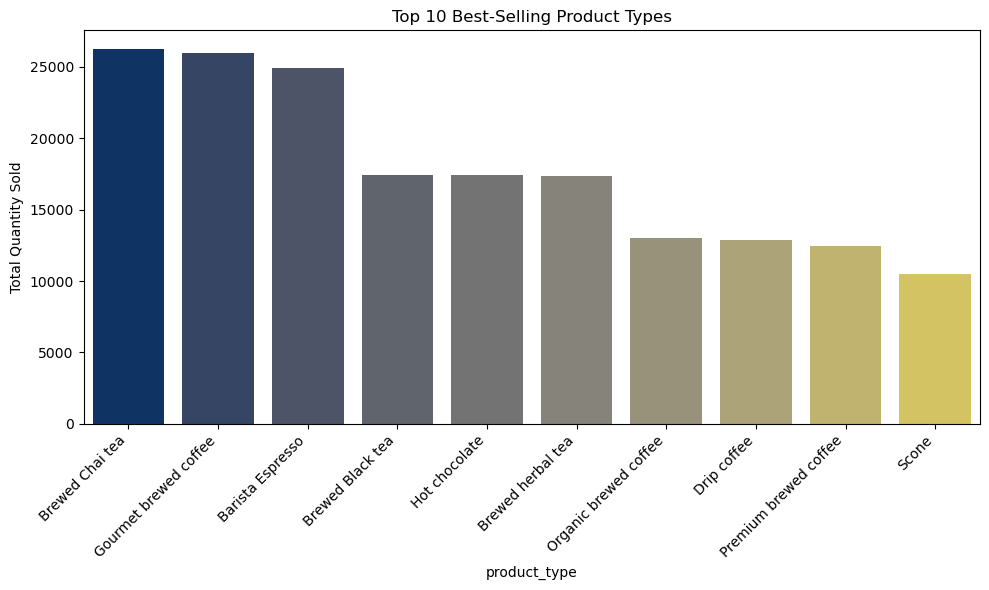 Top 10 Best-Selling Product Types
Total Quantity Sold
25000
20000
15000
10000
5000
0
Brewed Chai tea
Gourmet brewed coffee
Barista Espresso
Brewed Black tea
Hot chocolate
Brewed herbal tea
Organic brewed coffee
Drip coffee
Premium brewed coffee
Scone
product_type